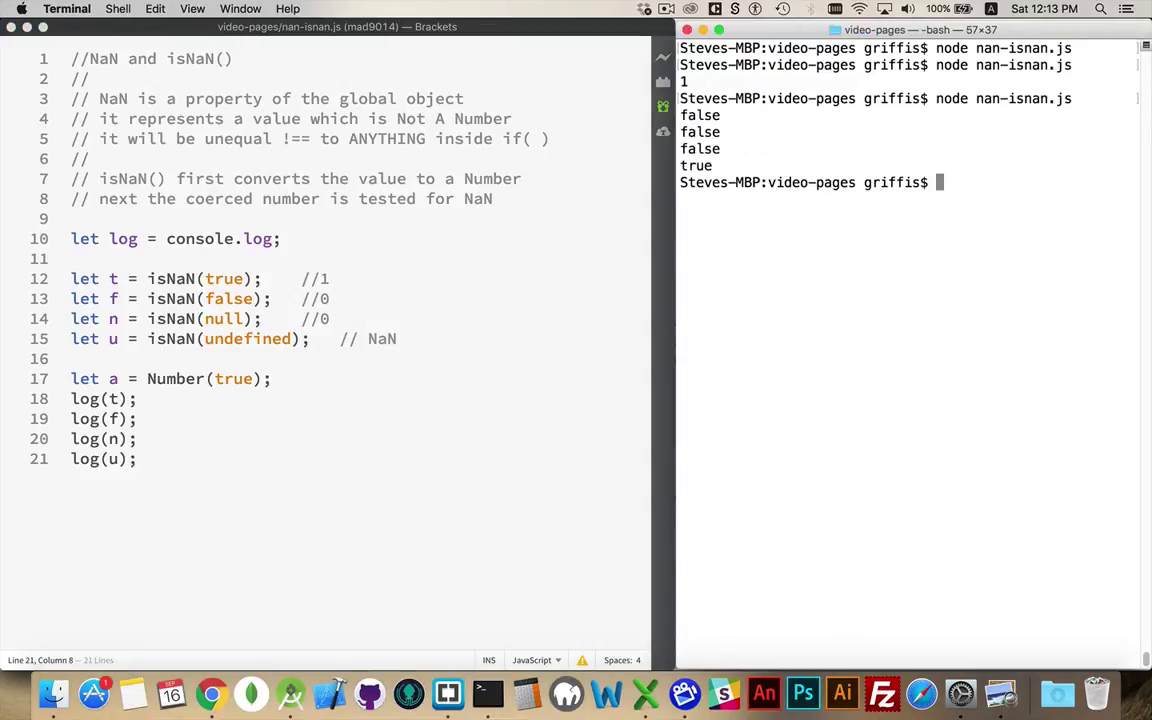 Terminal Shell Edit View Window Help
100% A Sat 12:13 PM
video-pages/nan-isnan.js (mad9014) — Brackets
1 //NaN and isNaN()
2 //
3 // NaN is a property of the global object
4 // it represents a value which is Not A Number
5 // it will be unequal !== to ANYTHING inside if( )
6 //
7 // isNaN() first converts the value to a Number
8 // next the coerced number is tested for NaN
9
10 let log = console.log;
11
12 let t = isNaN(true); //1
13 let f = isNaN(false); //0
14 let n = isNaN(null); //0
15 let u = isNaN(undefined); // NaN
16
17 let a = Number(true);
18 log(t);
19 log(f);
20 log(n);
21 log(u);
Line 21, Column 8 — 21 Lines
INS JavaScript Spaces: 4
video-pages — -bash — 57×37
Steves-MBP:video-pages griffis$ node nan-isnan.js
Steves-MBP:video-pages griffis$ node nan-isnan.js
1
Steves-MBP:video-pages griffis$ node nan-isnan.js
false
false
false
true
Steves-MBP:video-pages griffis$
1
SEP
16
An
Ps
Ai
Fz